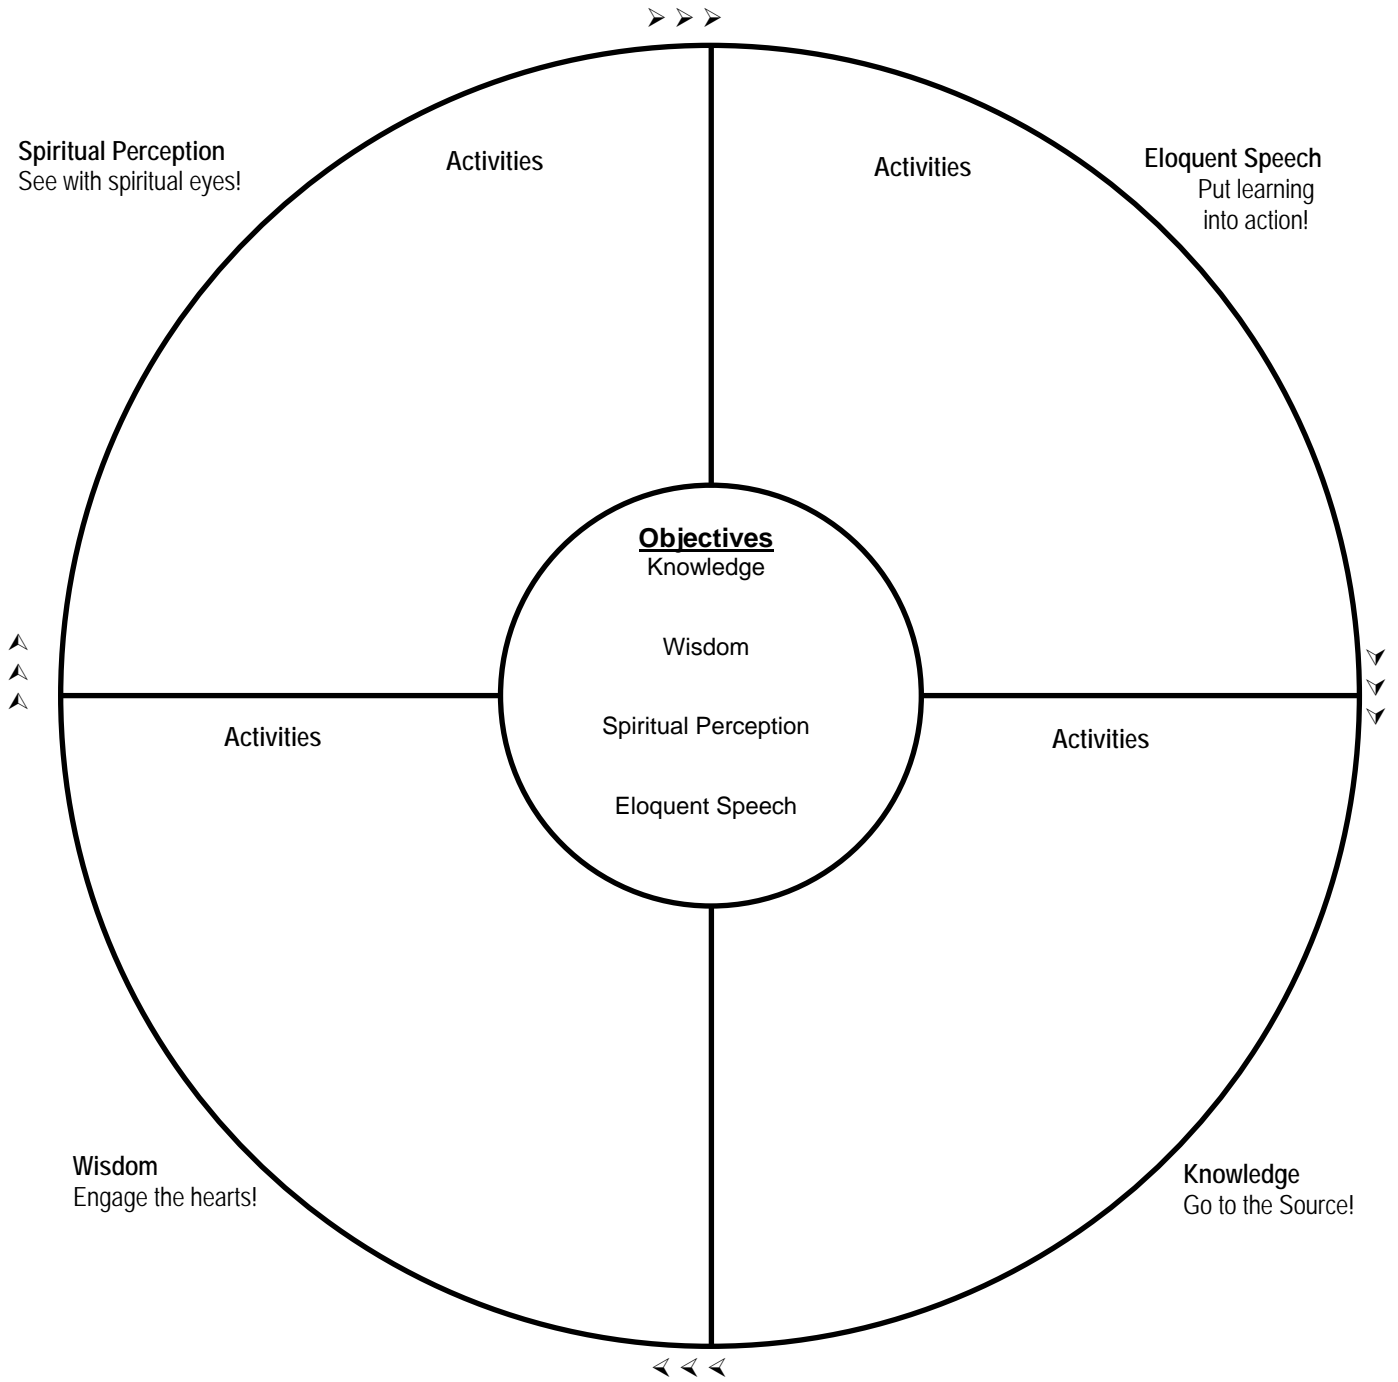 Spiritual Perception
See with spiritual eyes!
Activities
Activities
Eloquent Speech
Put learning
into action!
Objectives
Knowledge
Wisdom
Spiritual Perception
Eloquent Speech
Activities
Activities
Wisdom
Engage the hearts!
Knowledge
Go to the Source!